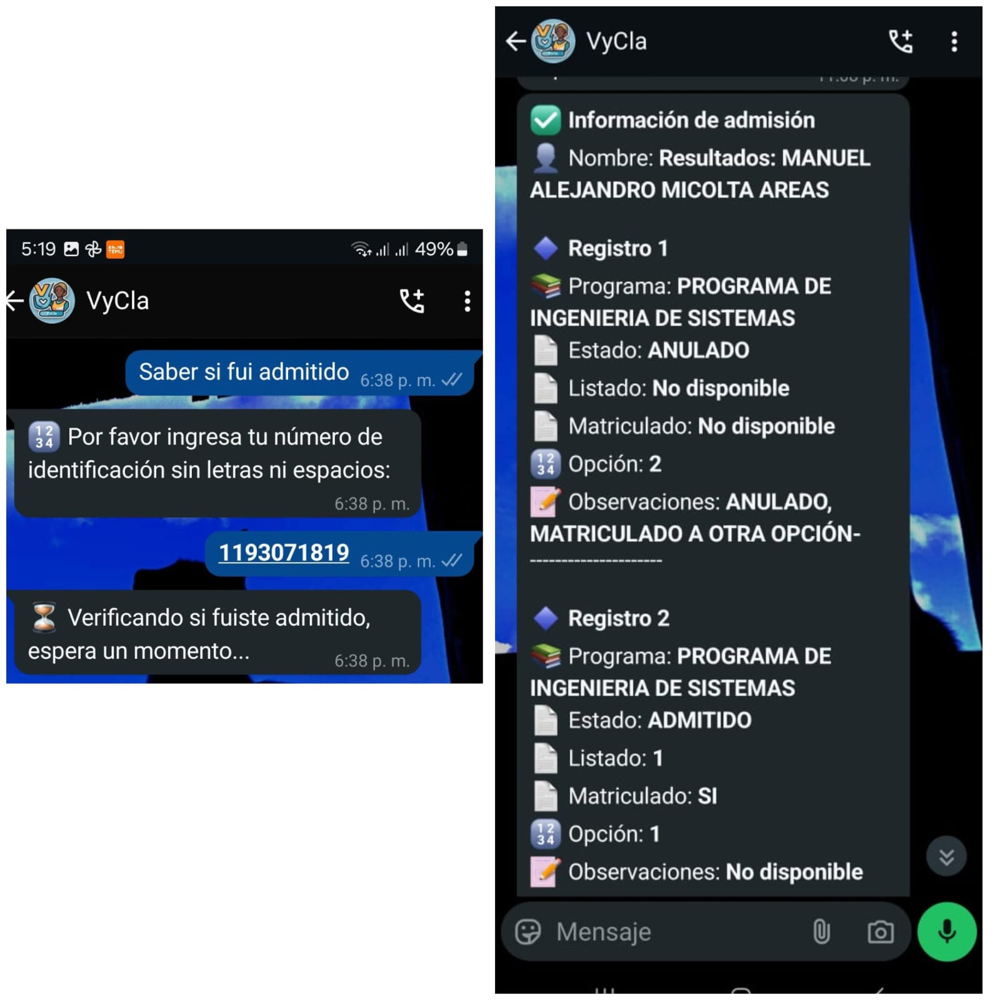 5:19
49%
VyCla
Saber si fui admitido 6:38 p. m.
Por favor ingresa tu número de
identificación sin letras ni espacios:
6:38 p. m.
1193071819 6:38 p. m.
Verificando si fuiste admitido,
espera un momento...
6:38 p. m.
VyCla
Información de admisión
Nombre: Resultados: MANUEL
ALEJANDRO MICOLTA AREAS
Registro 1
Programa: PROGRAMA DE
INGENIERIA DE SISTEMAS
Estado: ANULADO
Listado: No disponible
Matriculado: No disponible
Opción: 2
Observaciones: ANULADO,
MATRICULADO A OTRA OPCIÓN-
---------------------
Registro 2
Programa: PROGRAMA DE
INGENIERIA DE SISTEMAS
Estado: ADMITIDO
Listado: 1
Matriculado: SI
Opción: 1
Observaciones: No disponible
Mensaje